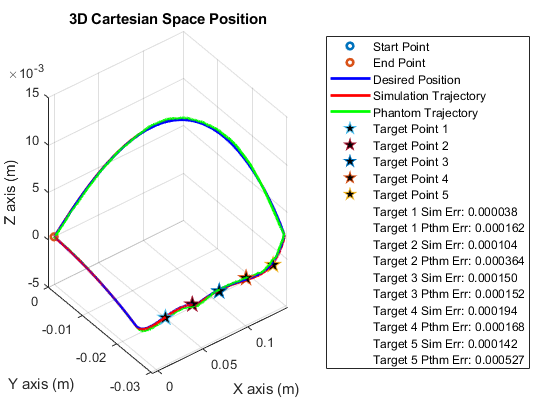 3D Cartesian Space Position
×10-3
15
10
5
0
-5
Z axis (m)
0
-0.01
-0.02
-0.03
Y axis (m)
0
0.05
0.1
X axis (m)
Start Point
End Point
Desired Position
Simulation Trajectory
Phantom Trajectory
Target Point 1
Target Point 2
Target Point 3
Target Point 4
Target Point 5
Target 1 Sim Err: 0.000038
Target 1 Pthm Err: 0.000162
Target 2 Sim Err: 0.000104
Target 2 Pthm Err: 0.000364
Target 3 Sim Err: 0.000150
Target 3 Pthm Err: 0.000152
Target 4 Sim Err: 0.000194
Target 4 Pthm Err: 0.000168
Target 5 Sim Err: 0.000142
Target 5 Pthm Err: 0.000527